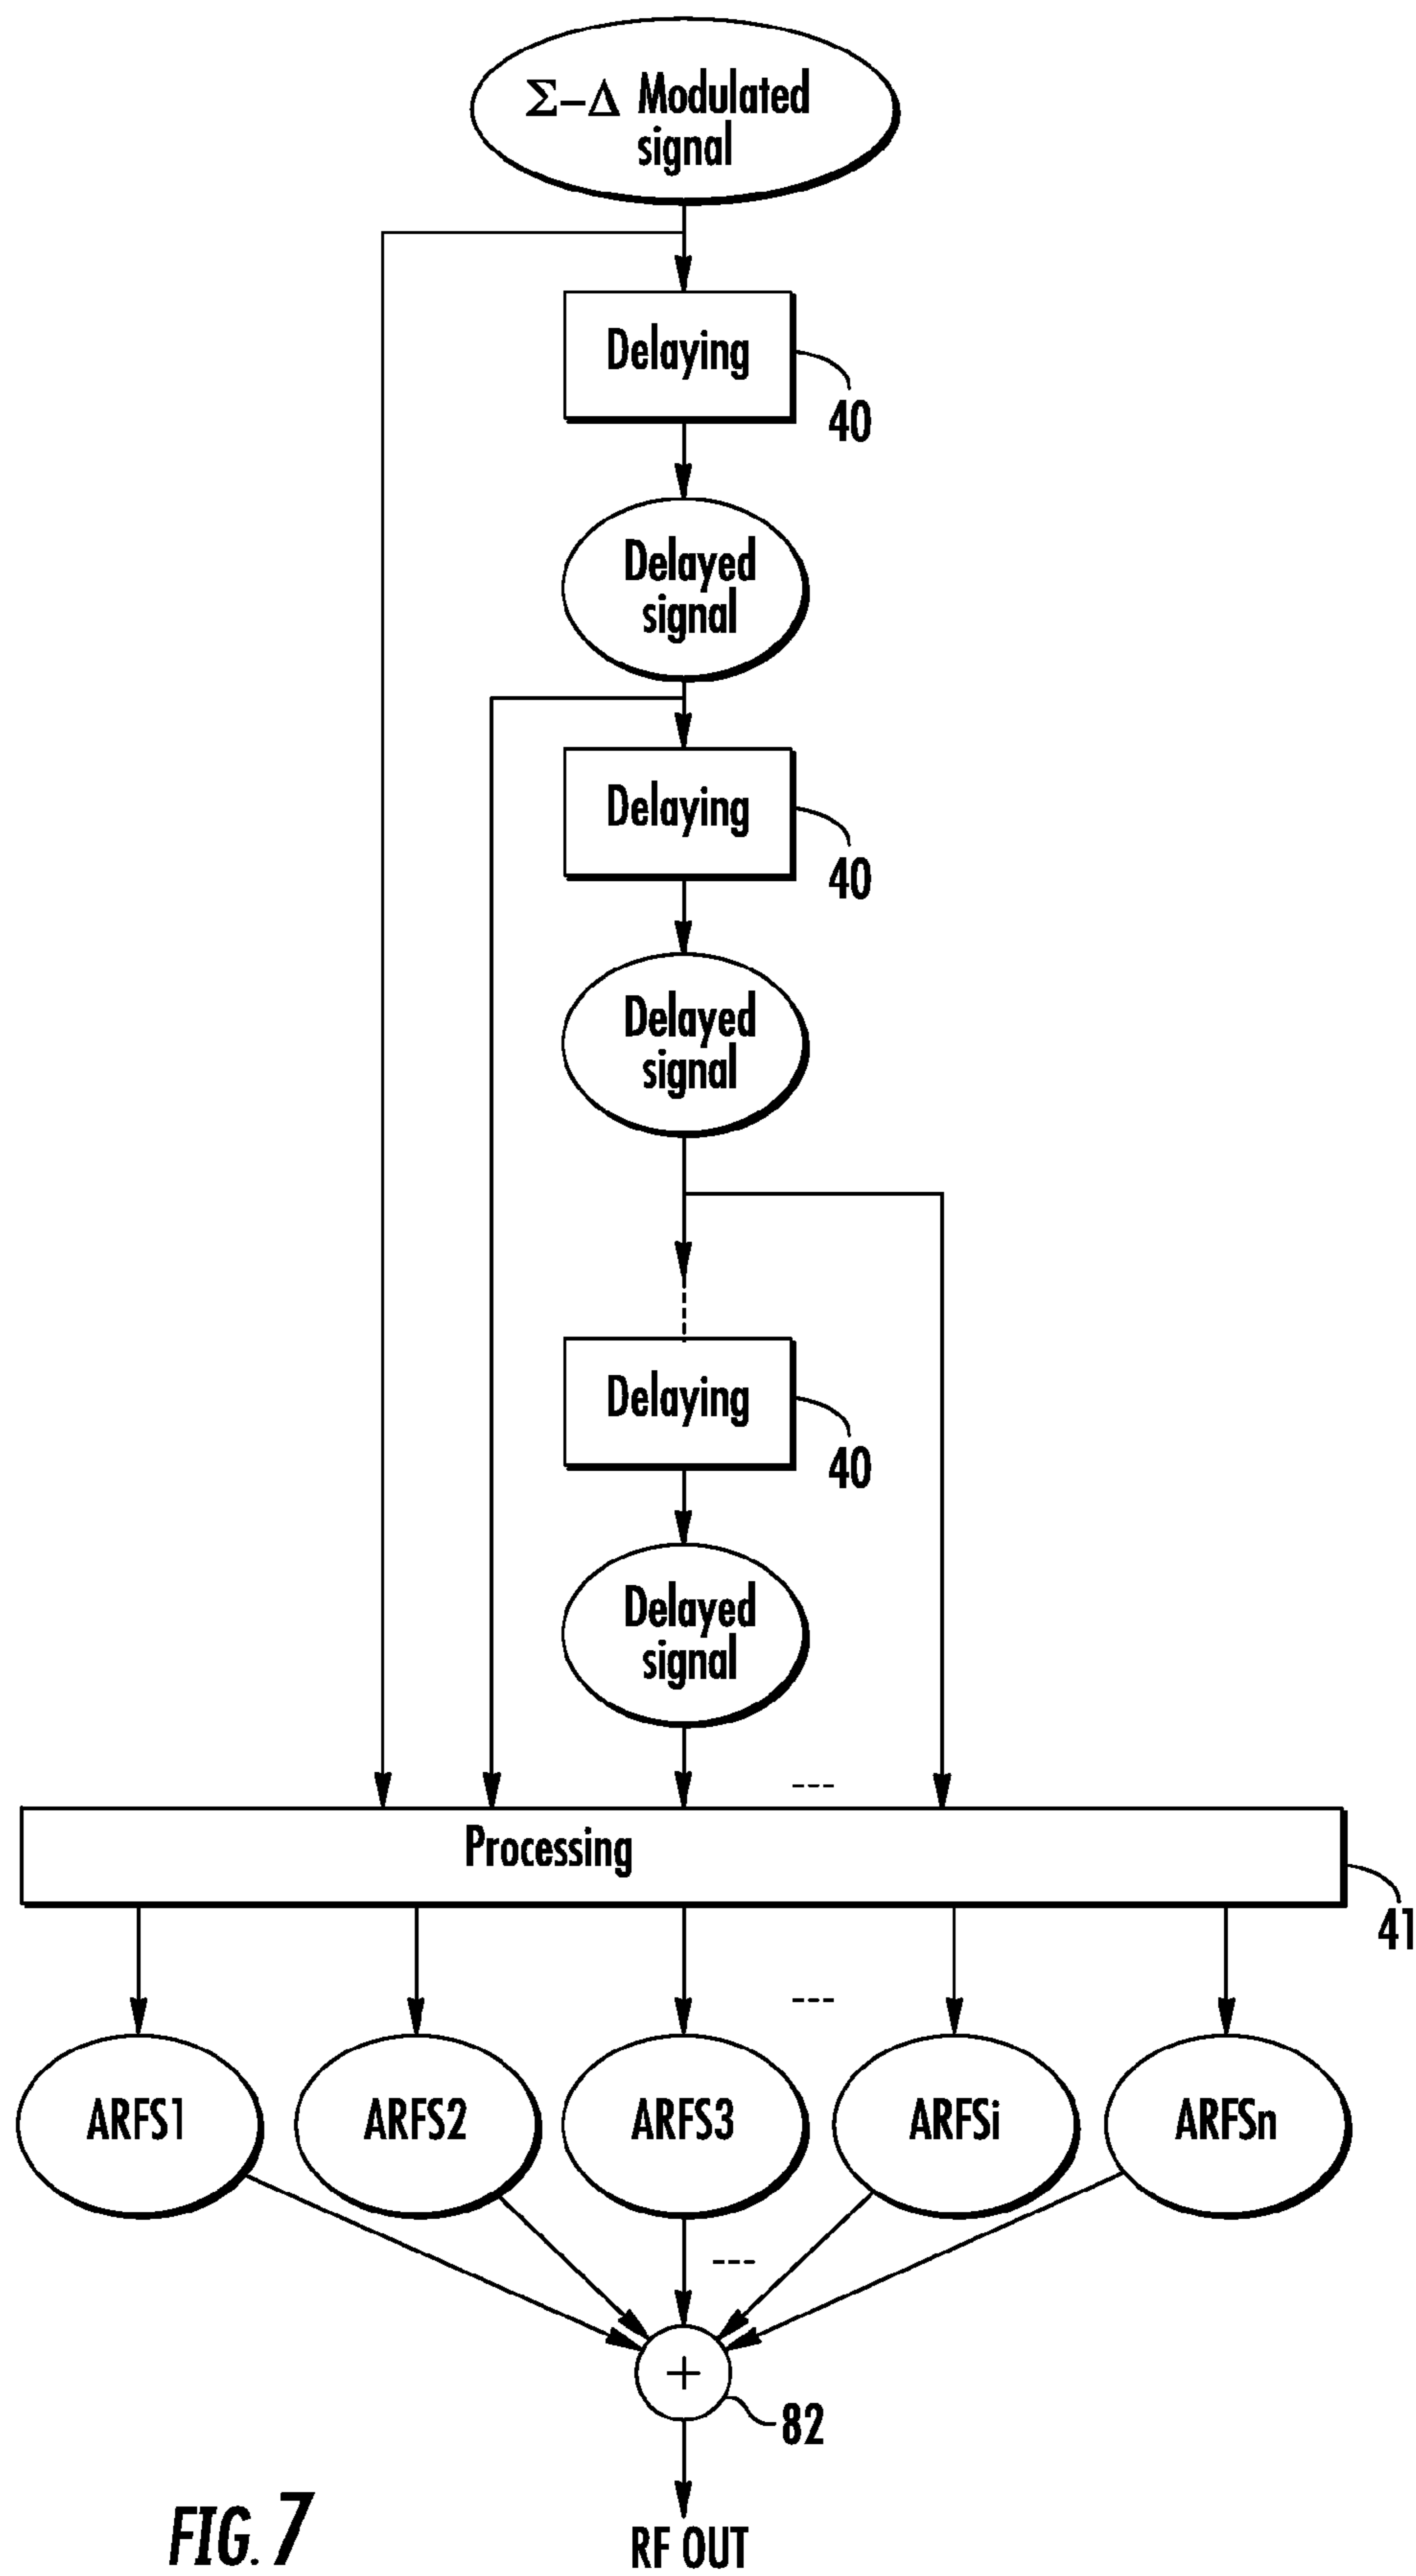 Σ–Δ Modulated
signal
Delaying
40
Delayed
signal
Delaying
40
Delayed
signal
Delaying
40
Delayed
signal
---
Processing
41
---
ARFS1 ARFS2 ARFS3 ARFSi ARFSn
---
+
82
RF OUT
FIG. 7